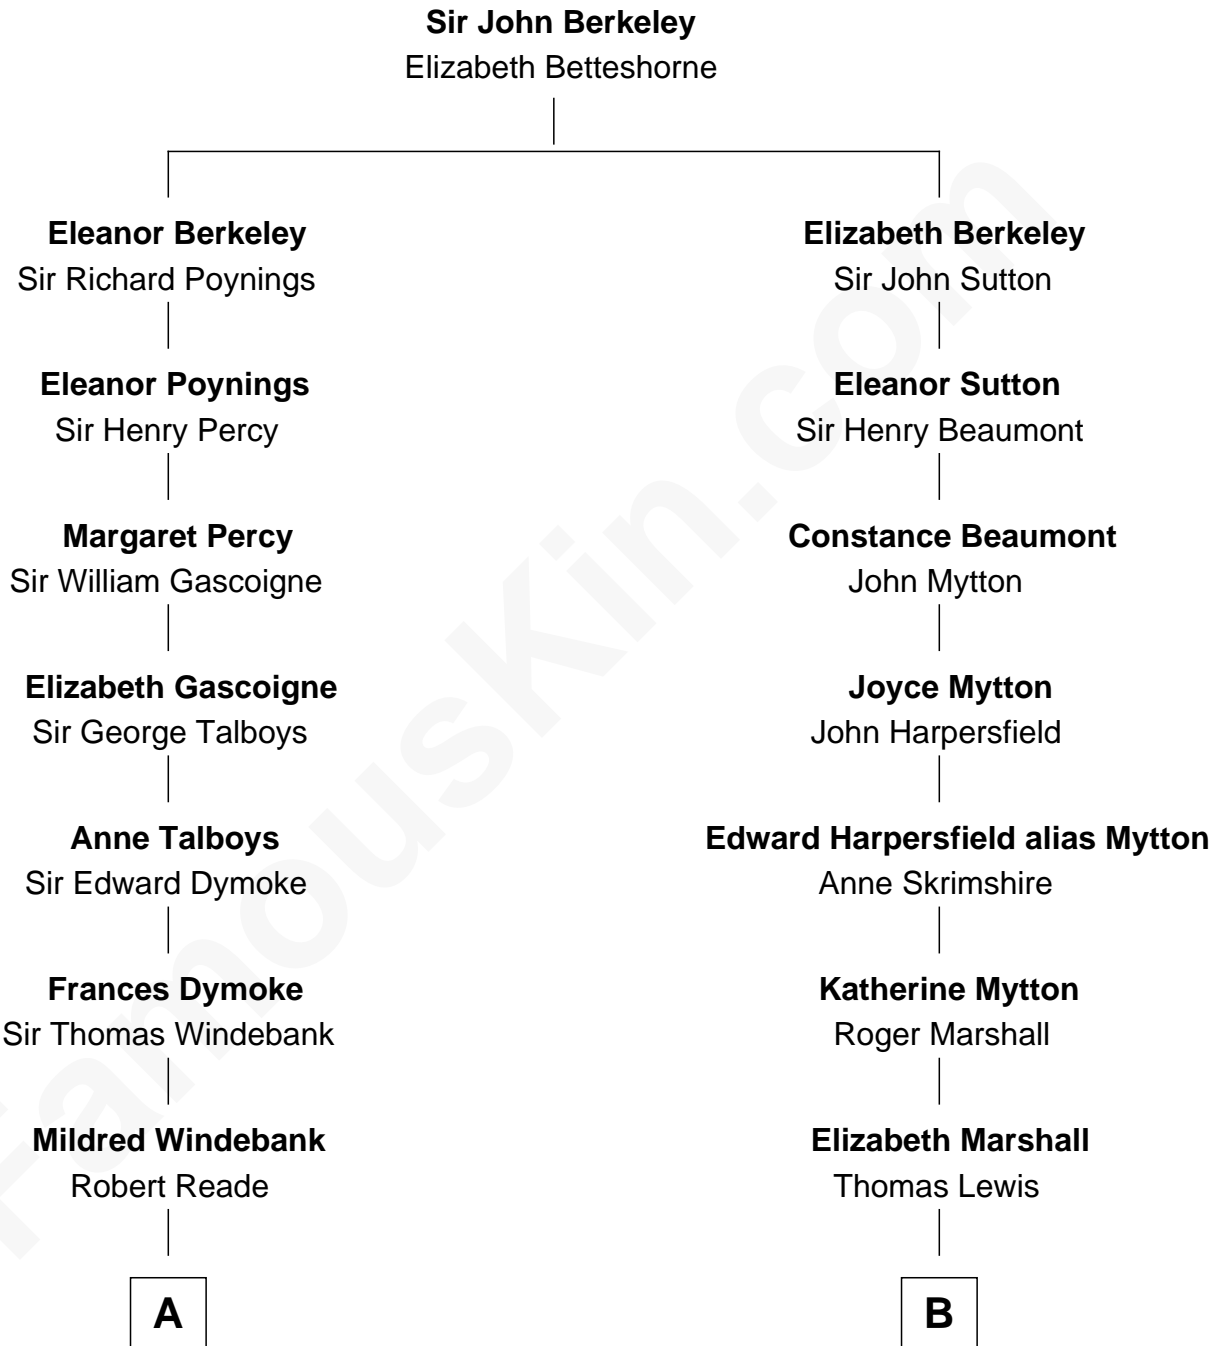 Sir John Berkeley
Elizabeth Betteshorne
Eleanor Berkeley
Sir Richard Poynings
Elizabeth Berkeley
Sir John Sutton
Eleanor Poynings
Sir Henry Percy
Eleanor Sutton
Sir Henry Beaumont
Margaret Percy
Sir William Gascoigne
Constance Beaumont
John Mytton
Elizabeth Gascoigne
Sir George Talboys
Joyce Mytton
John Harpersfield
Anne Talboys
Sir Edward Dymoke
Edward Harpersfield alias Mytton
Anne Skrimshire
Frances Dymoke
Sir Thomas Windebank
Katherine Mytton
Roger Marshall
Mildred Windebank
Robert Reade
Elizabeth Marshall
Thomas Lewis
A
B
FamousKin.com